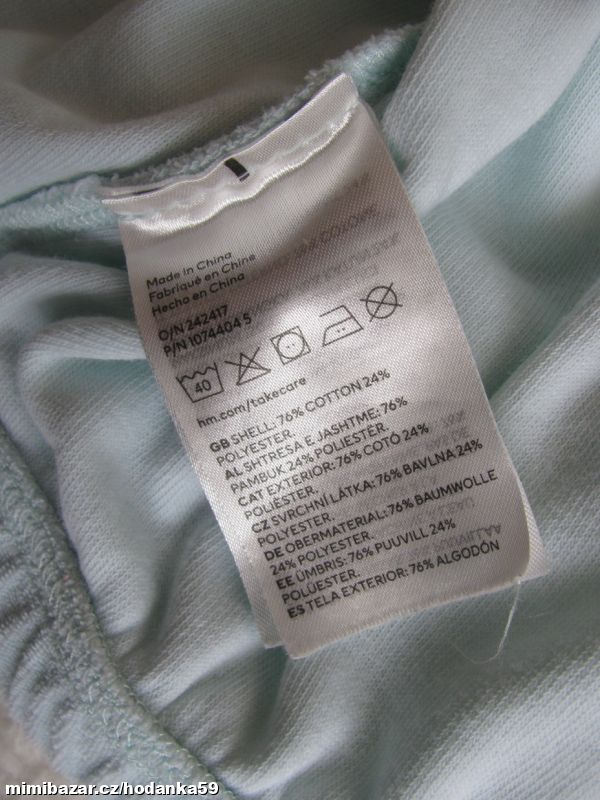 Made in China
Fabriqué en Chine
Hecho en China
O/N 242417
P/N 1074404 5
40
hm.com/takecare
GB SHELL: 76% COTTON 24%
POLYESTER.
AL SHTRESA E JASHTME: 76%
PAMBUK 24% POLIESTËR.
CAT EXTERIOR: 76% COTÓ 24%
POLIÈSTER.
CZ SVRCHNÍ LÁTKA: 76% BAVLNA 24%
POLYESTER.
DE OBERMATERIAL: 76% BAUMWOLLE
24% POLYESTER.
EE ÜMBRIS: 76% PUUVILL 24%
POLÜESTER.
ES TELA EXTERIOR: 76% ALGODÓN
mimibazar.cz/hodanka59